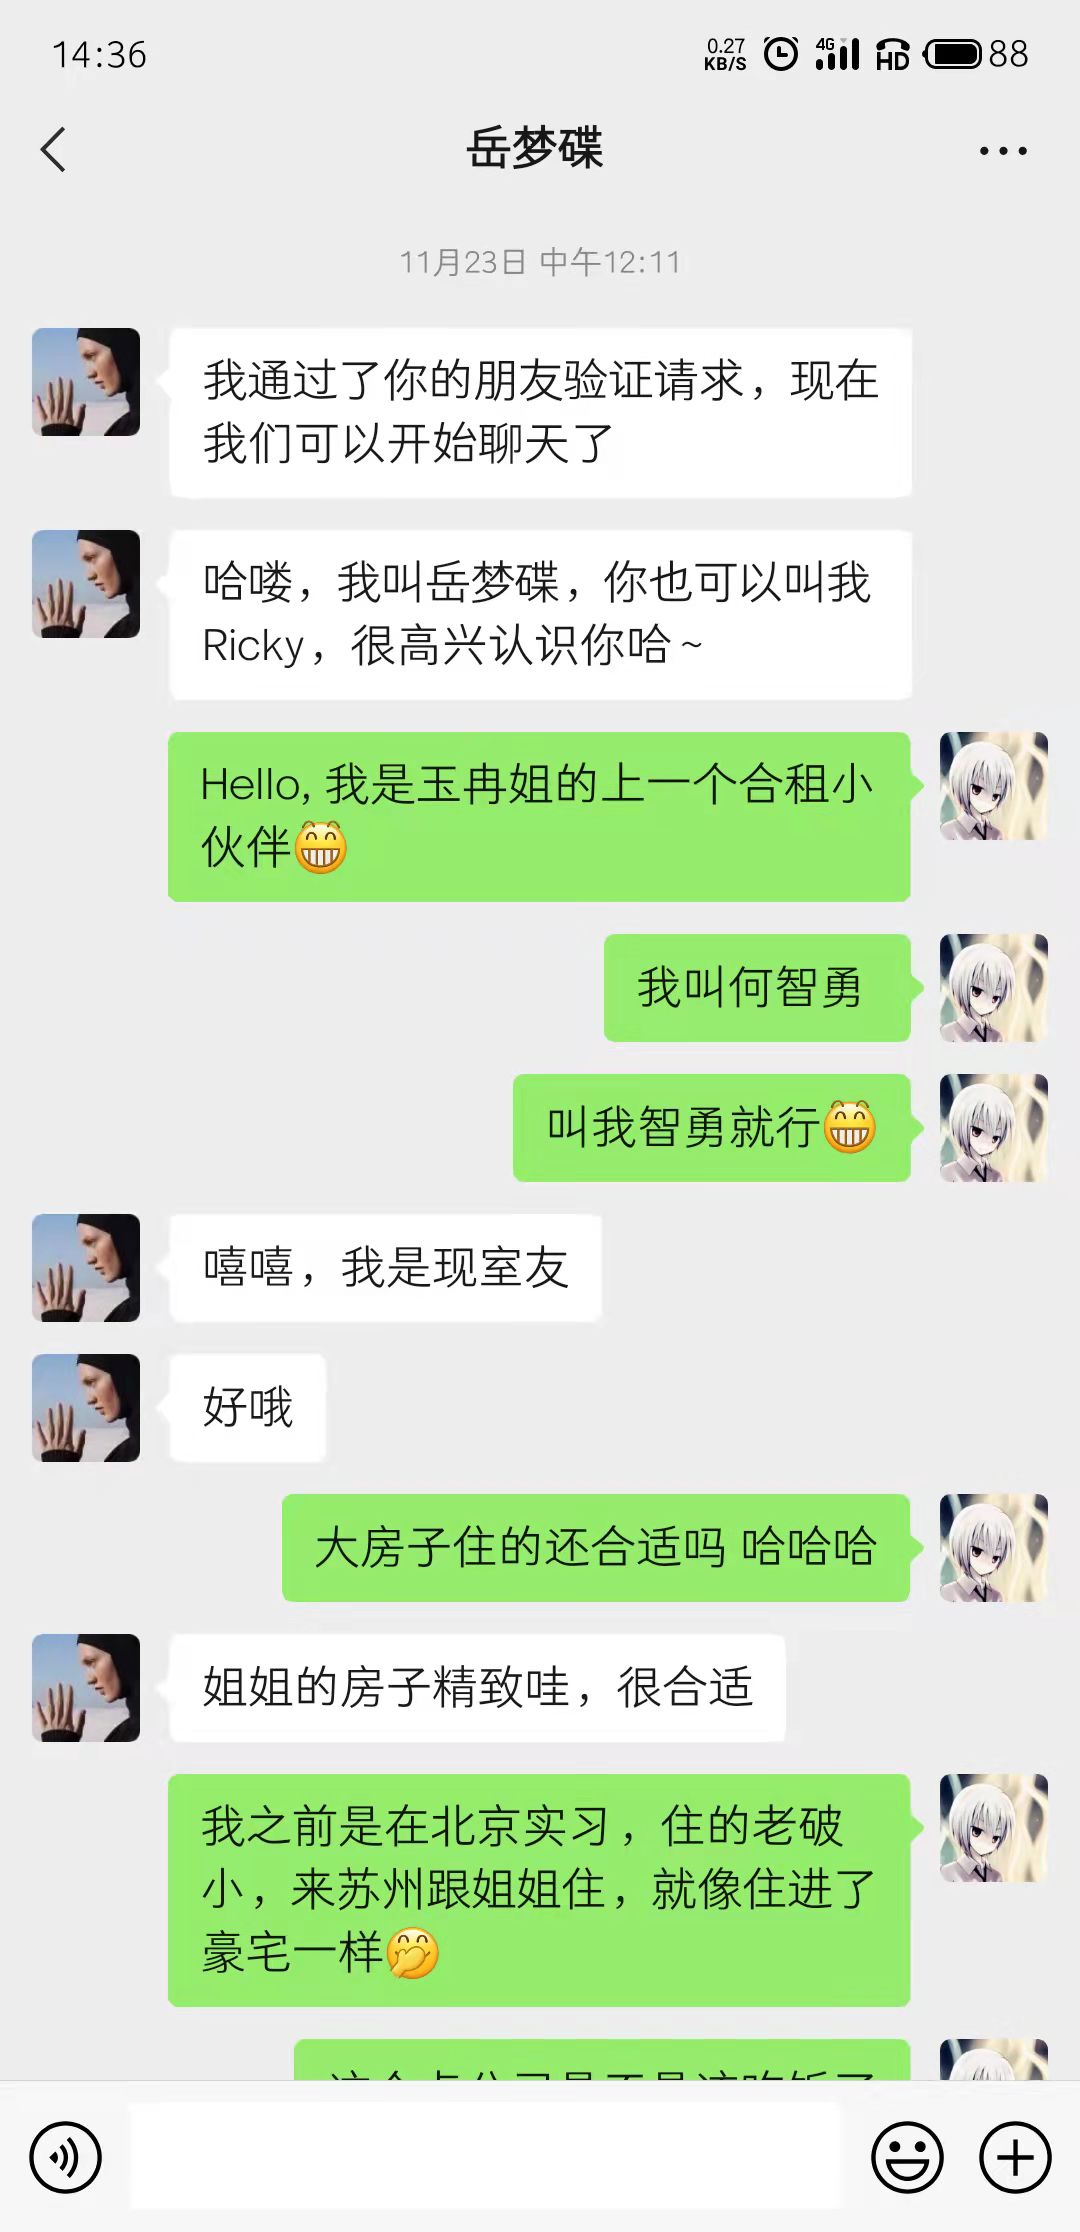 14:36
0.27
KB/S
4G
HD
88
岳梦碟
11月23日 中午12:11
我通过了你的朋友验证请求，现在
我们可以开始聊天了
哈喽，我叫岳梦碟，你也可以叫我
Ricky，很高兴认识你哈~
Hello, 我是玉冉姐的上一个合租小
伙伴😁
我叫何智勇
叫我智勇就行😁
嘻嘻，我是现室友
好哦
大房子住的还合适吗 哈哈哈
姐姐的房子精致哇，很合适
我之前是在北京实习，住的老破
小，来苏州跟姐姐住，就像住进了
豪宅一样🤭